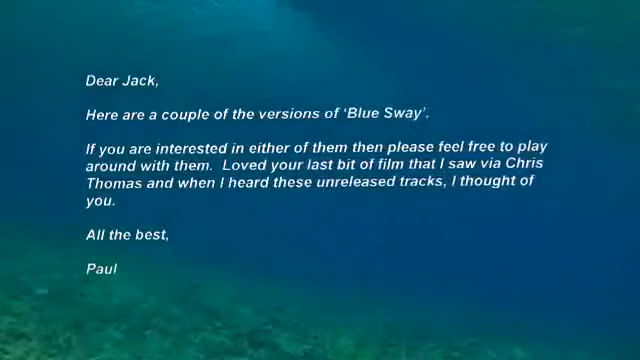 Dear Jack,
Here are a couple of the versions of ‘Blue Sway’.
If you are interested in either of them then please feel free to play
around with them.  Loved your last bit of film that I saw via Chris
Thomas and when I heard these unreleased tracks, I thought of
you.
All the best,
Paul